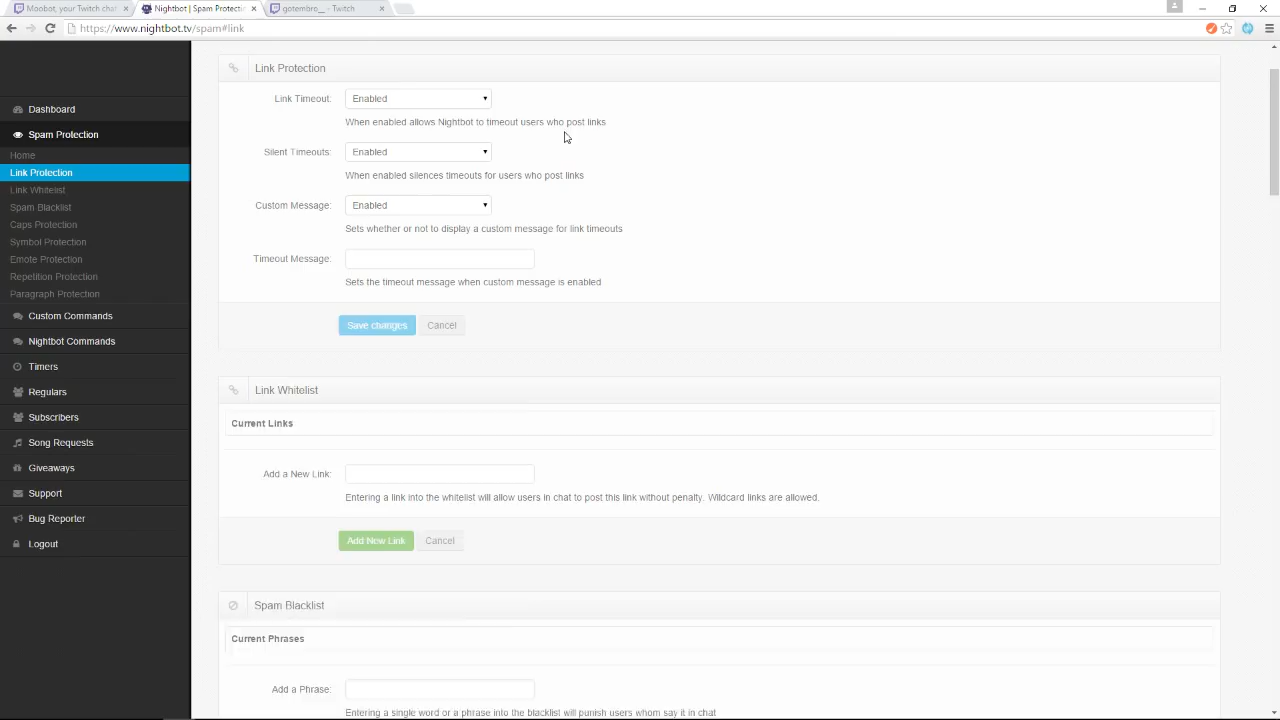 Moobot, your Twitch chat
Nightbot | Spam Protectio
gotembro__ - Twitch
https://www.nightbot.tv/spam#link
Dashboard
Spam Protection
Home
Link Protection
Link Whitelist
Spam Blacklist
Caps Protection
Symbol Protection
Emote Protection
Repetition Protection
Paragraph Protection
Custom Commands
Nightbot Commands
Timers
Regulars
Subscribers
Song Requests
Giveaways
Support
Bug Reporter
Logout
Link Protection
Link Timeout: Enabled
When enabled allows Nightbot to timeout users who post links
Silent Timeouts: Enabled
When enabled silences timeouts for users who post links
Custom Message: Enabled
Sets whether or not to display a custom message for link timeouts
Timeout Message:
Sets the timeout message when custom message is enabled
Save changes Cancel
Link Whitelist
Current Links
Add a New Link:
Entering a link into the whitelist will allow users in chat to post this link without penalty. Wildcard links are allowed.
Add New Link Cancel
Spam Blacklist
Current Phrases
Add a Phrase:
Entering a single word or a phrase into the blacklist will punish users whom say it in chat